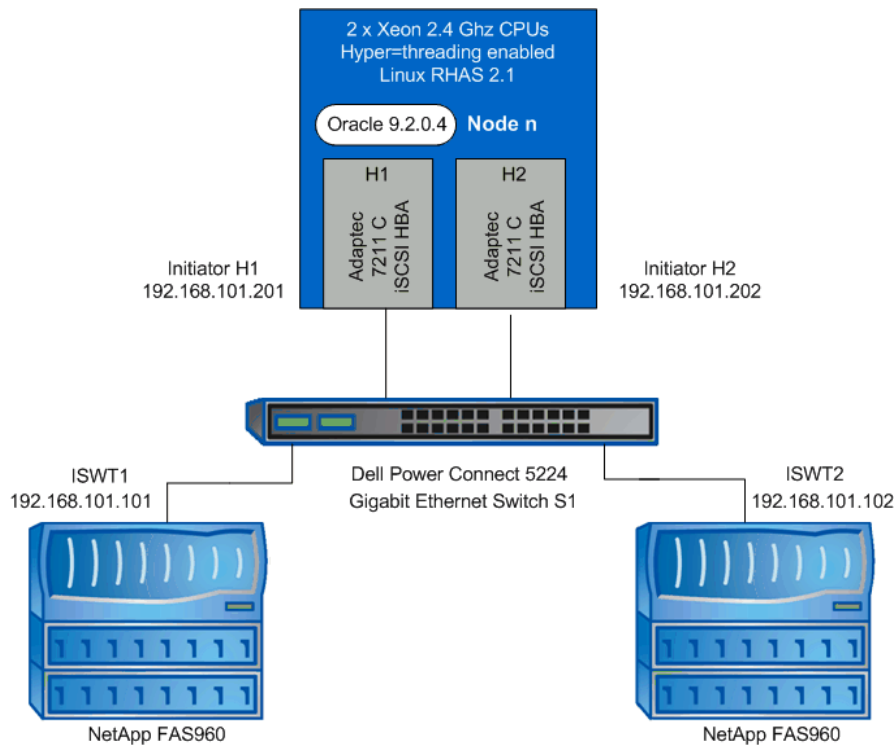 2 x Xeon 2.4 Ghz CPUs
Hyper=threading enabled
Linux RHAS 2.1
Oracle 9.2.0.4
Node n
H1
Adaptec
7211 C
iSCSI HBA
H2
Adaptec
7211 C
iSCSI HBA
Initiator H1
192.168.101.201
Initiator H2
192.168.101.202
Dell Power Connect 5224
Gigabit Ethernet Switch S1
ISWT1
192.168.101.101
ISWT2
192.168.101.102
NetApp FAS960
NetApp FAS960